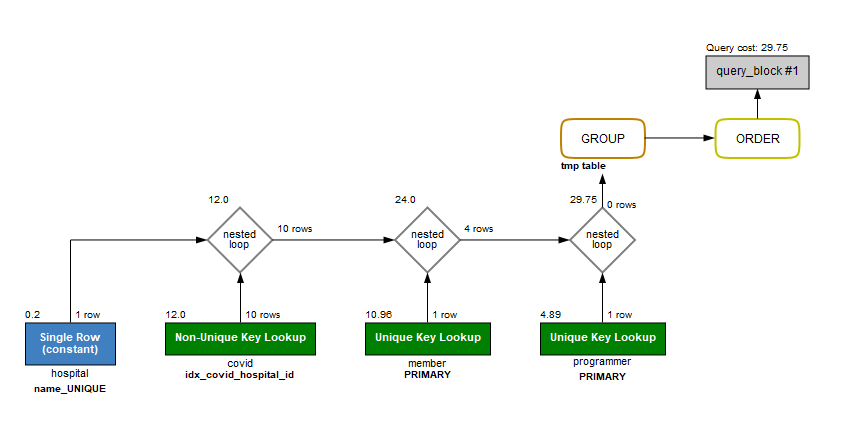 Query cost: 29.75
query_block #1
GROUP
ORDER
tmp table
12.0
24.0
29.75
0 rows
nested
loop
10 rows
nested
loop
4 rows
nested
loop
0.2
1 row
12.0
10 rows
10.96
1 row
4.89
1 row
Single Row
(constant)
Non-Unique Key Lookup
Unique Key Lookup
Unique Key Lookup
hospital
name_UNIQUE
covid
idx_covid_hospital_id
member
PRIMARY
programmer
PRIMARY